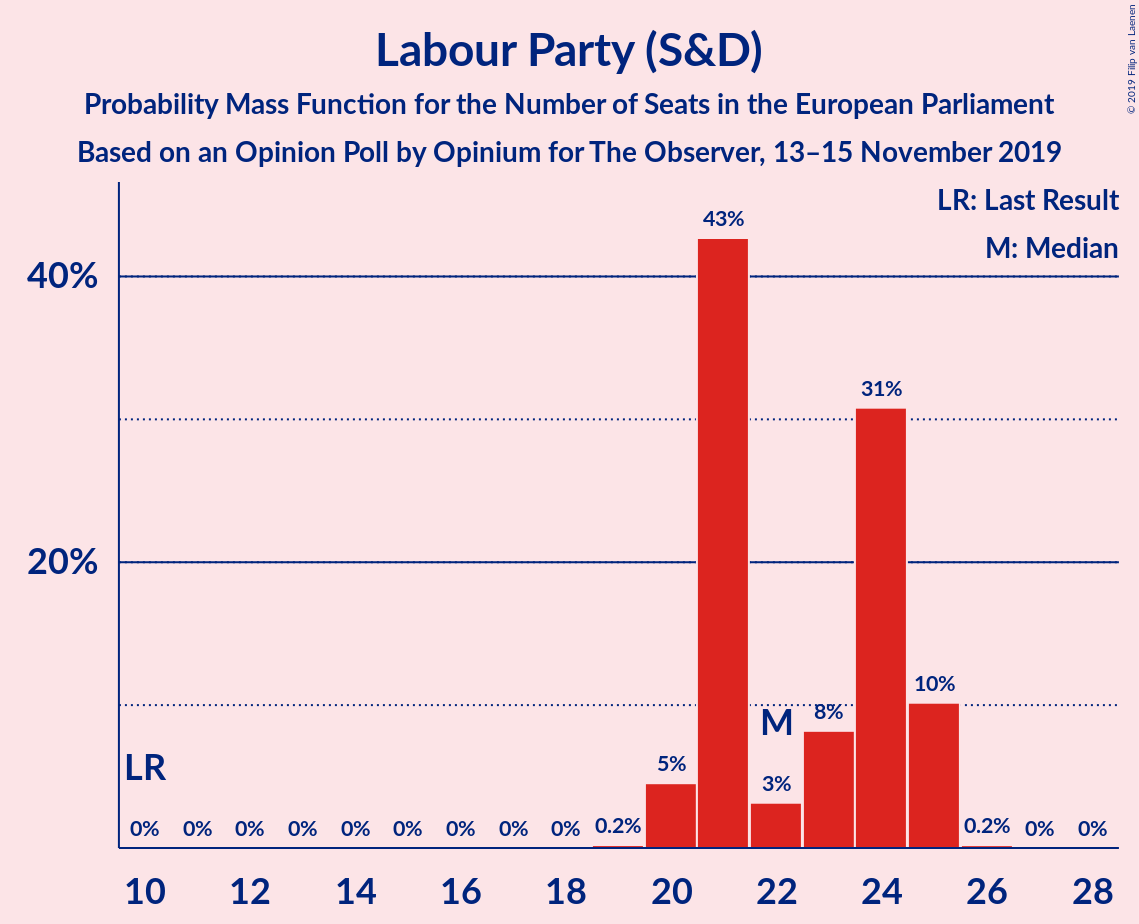 Labour Party (S&D)
Probability Mass Function for the Number of Seats in the European Parliament
Based on an Opinion Poll by Opinium for The Observer, 13–15 November 2019
© 2019 Filip van Laenen
LR: Last Result
M: Median
43%
40%
31%
20%
10%
M 8%
5% 3%
LR
0% 0% 0% 0% 0% 0% 0% 0% 0% 0.2% 0.2% 0% 0%
10 12 14 16 18 20 22 24 26 28